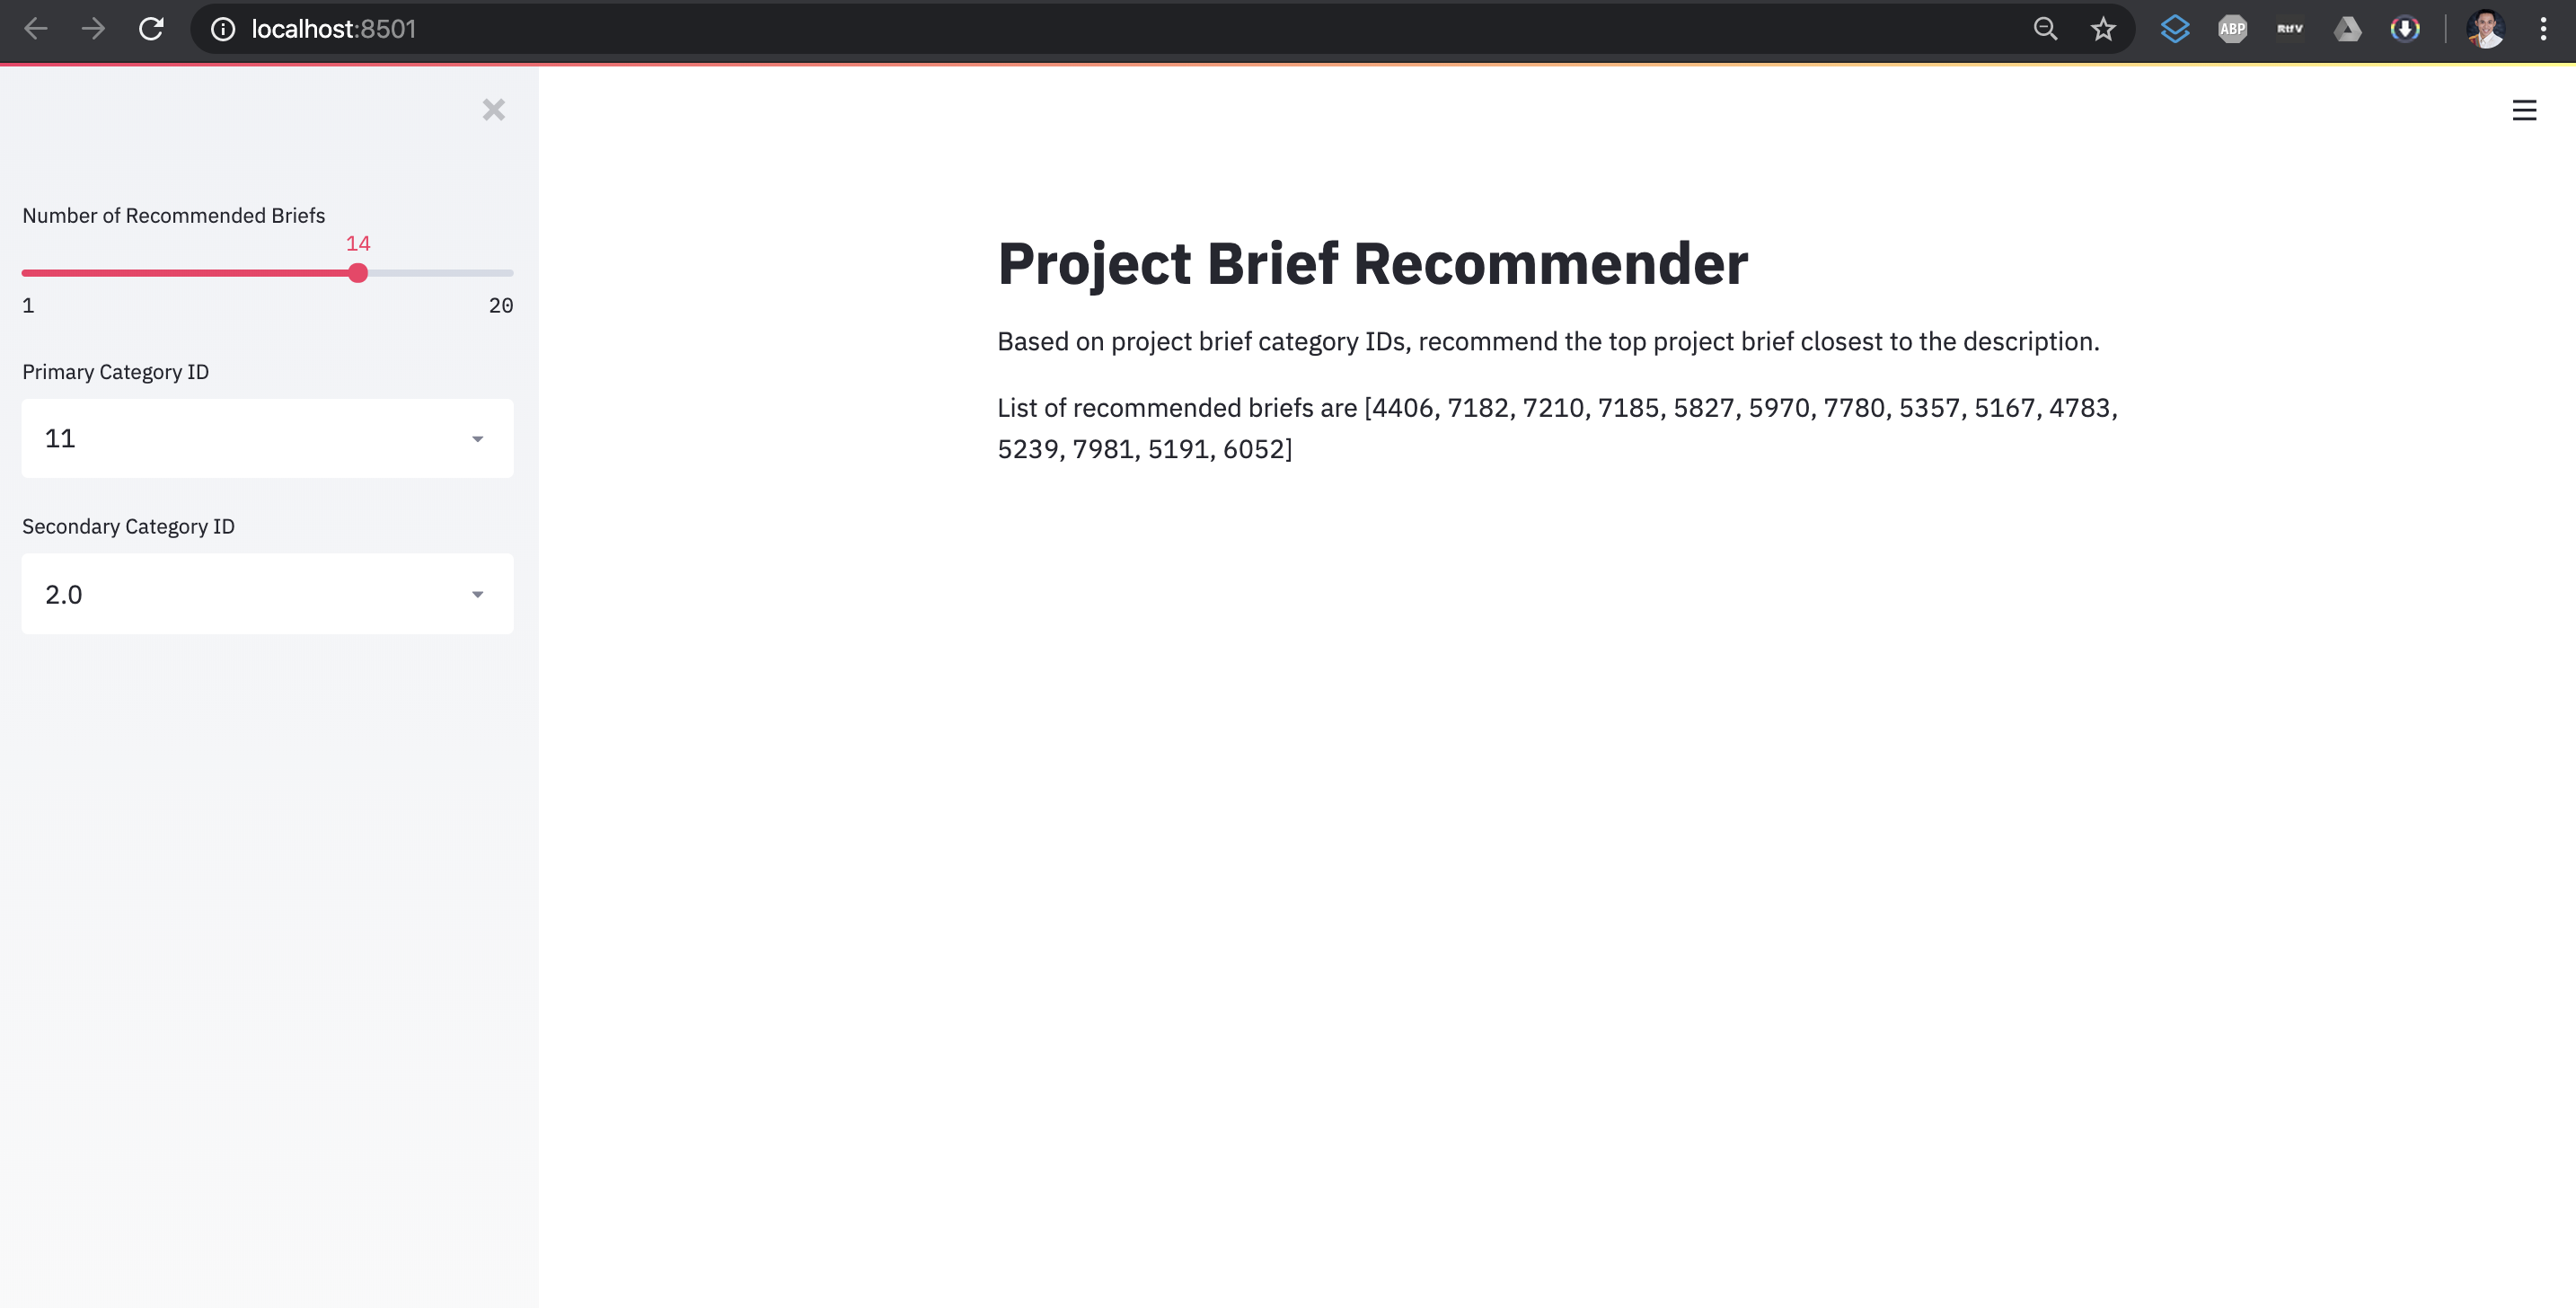 localhost:8501
ABP
RtfV
Number of Recommended Briefs
14
1
20
Primary Category ID
11
Secondary Category ID
2.0
Project Brief Recommender
Based on project brief category IDs, recommend the top project brief closest to the description.
List of recommended briefs are [4406, 7182, 7210, 7185, 5827, 5970, 7780, 5357, 5167, 4783,
5239, 7981, 5191, 6052]